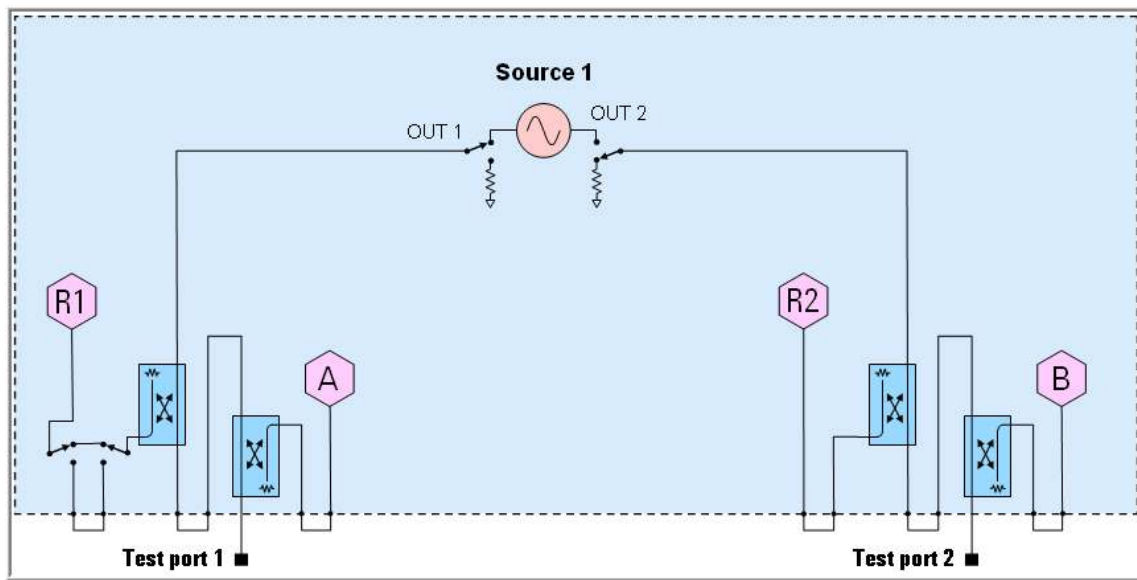 Source 1
OUT 1
OUT 2
R1
R2
A
B
Test port 1
Test port 2